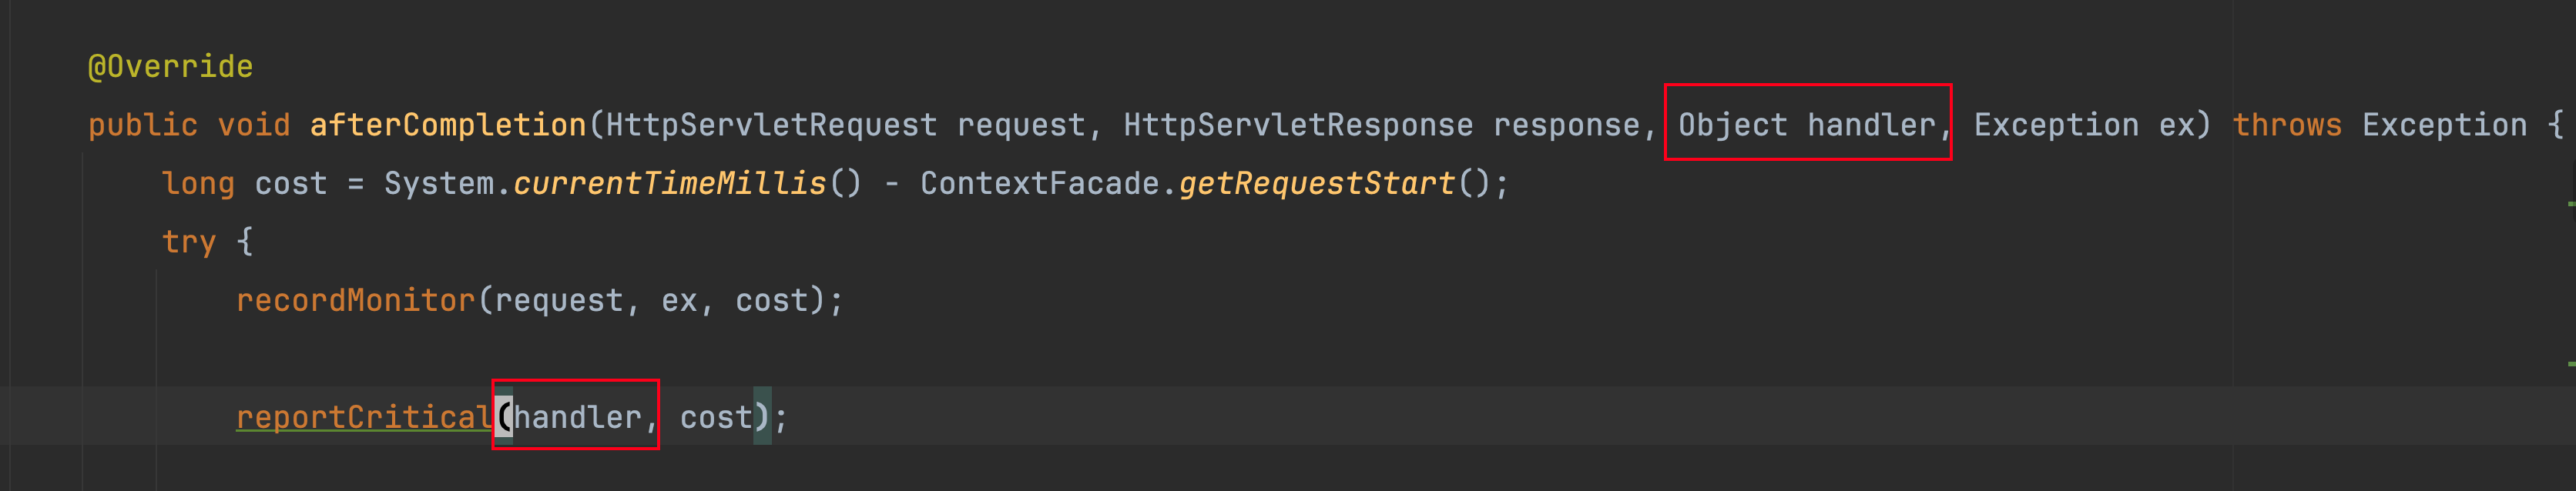 @Override
public void afterCompletion(HttpServletRequest request, HttpServletResponse response, Object handler, Exception ex) throws Exception {
long cost = System.currentTimeMillis() - ContextFacade.getRequestStart();
try {
recordMonitor(request, ex, cost);
reportCritical(handler, cost);